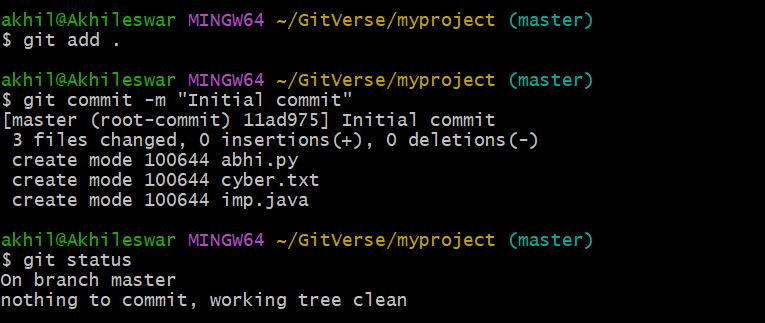 akhil@Akhileswar MINGW64 ~/GitVerse/myproject (master)
$ git add .
akhil@Akhileswar MINGW64 ~/GitVerse/myproject (master)
$ git commit -m "Initial commit"
[master (root-commit) 11ad975] Initial commit
 3 files changed, 0 insertions(+), 0 deletions(-)
 create mode 100644 abhi.py
 create mode 100644 cyber.txt
 create mode 100644 imp.java
akhil@Akhileswar MINGW64 ~/GitVerse/myproject (master)
$ git status
On branch master
nothing to commit, working tree clean